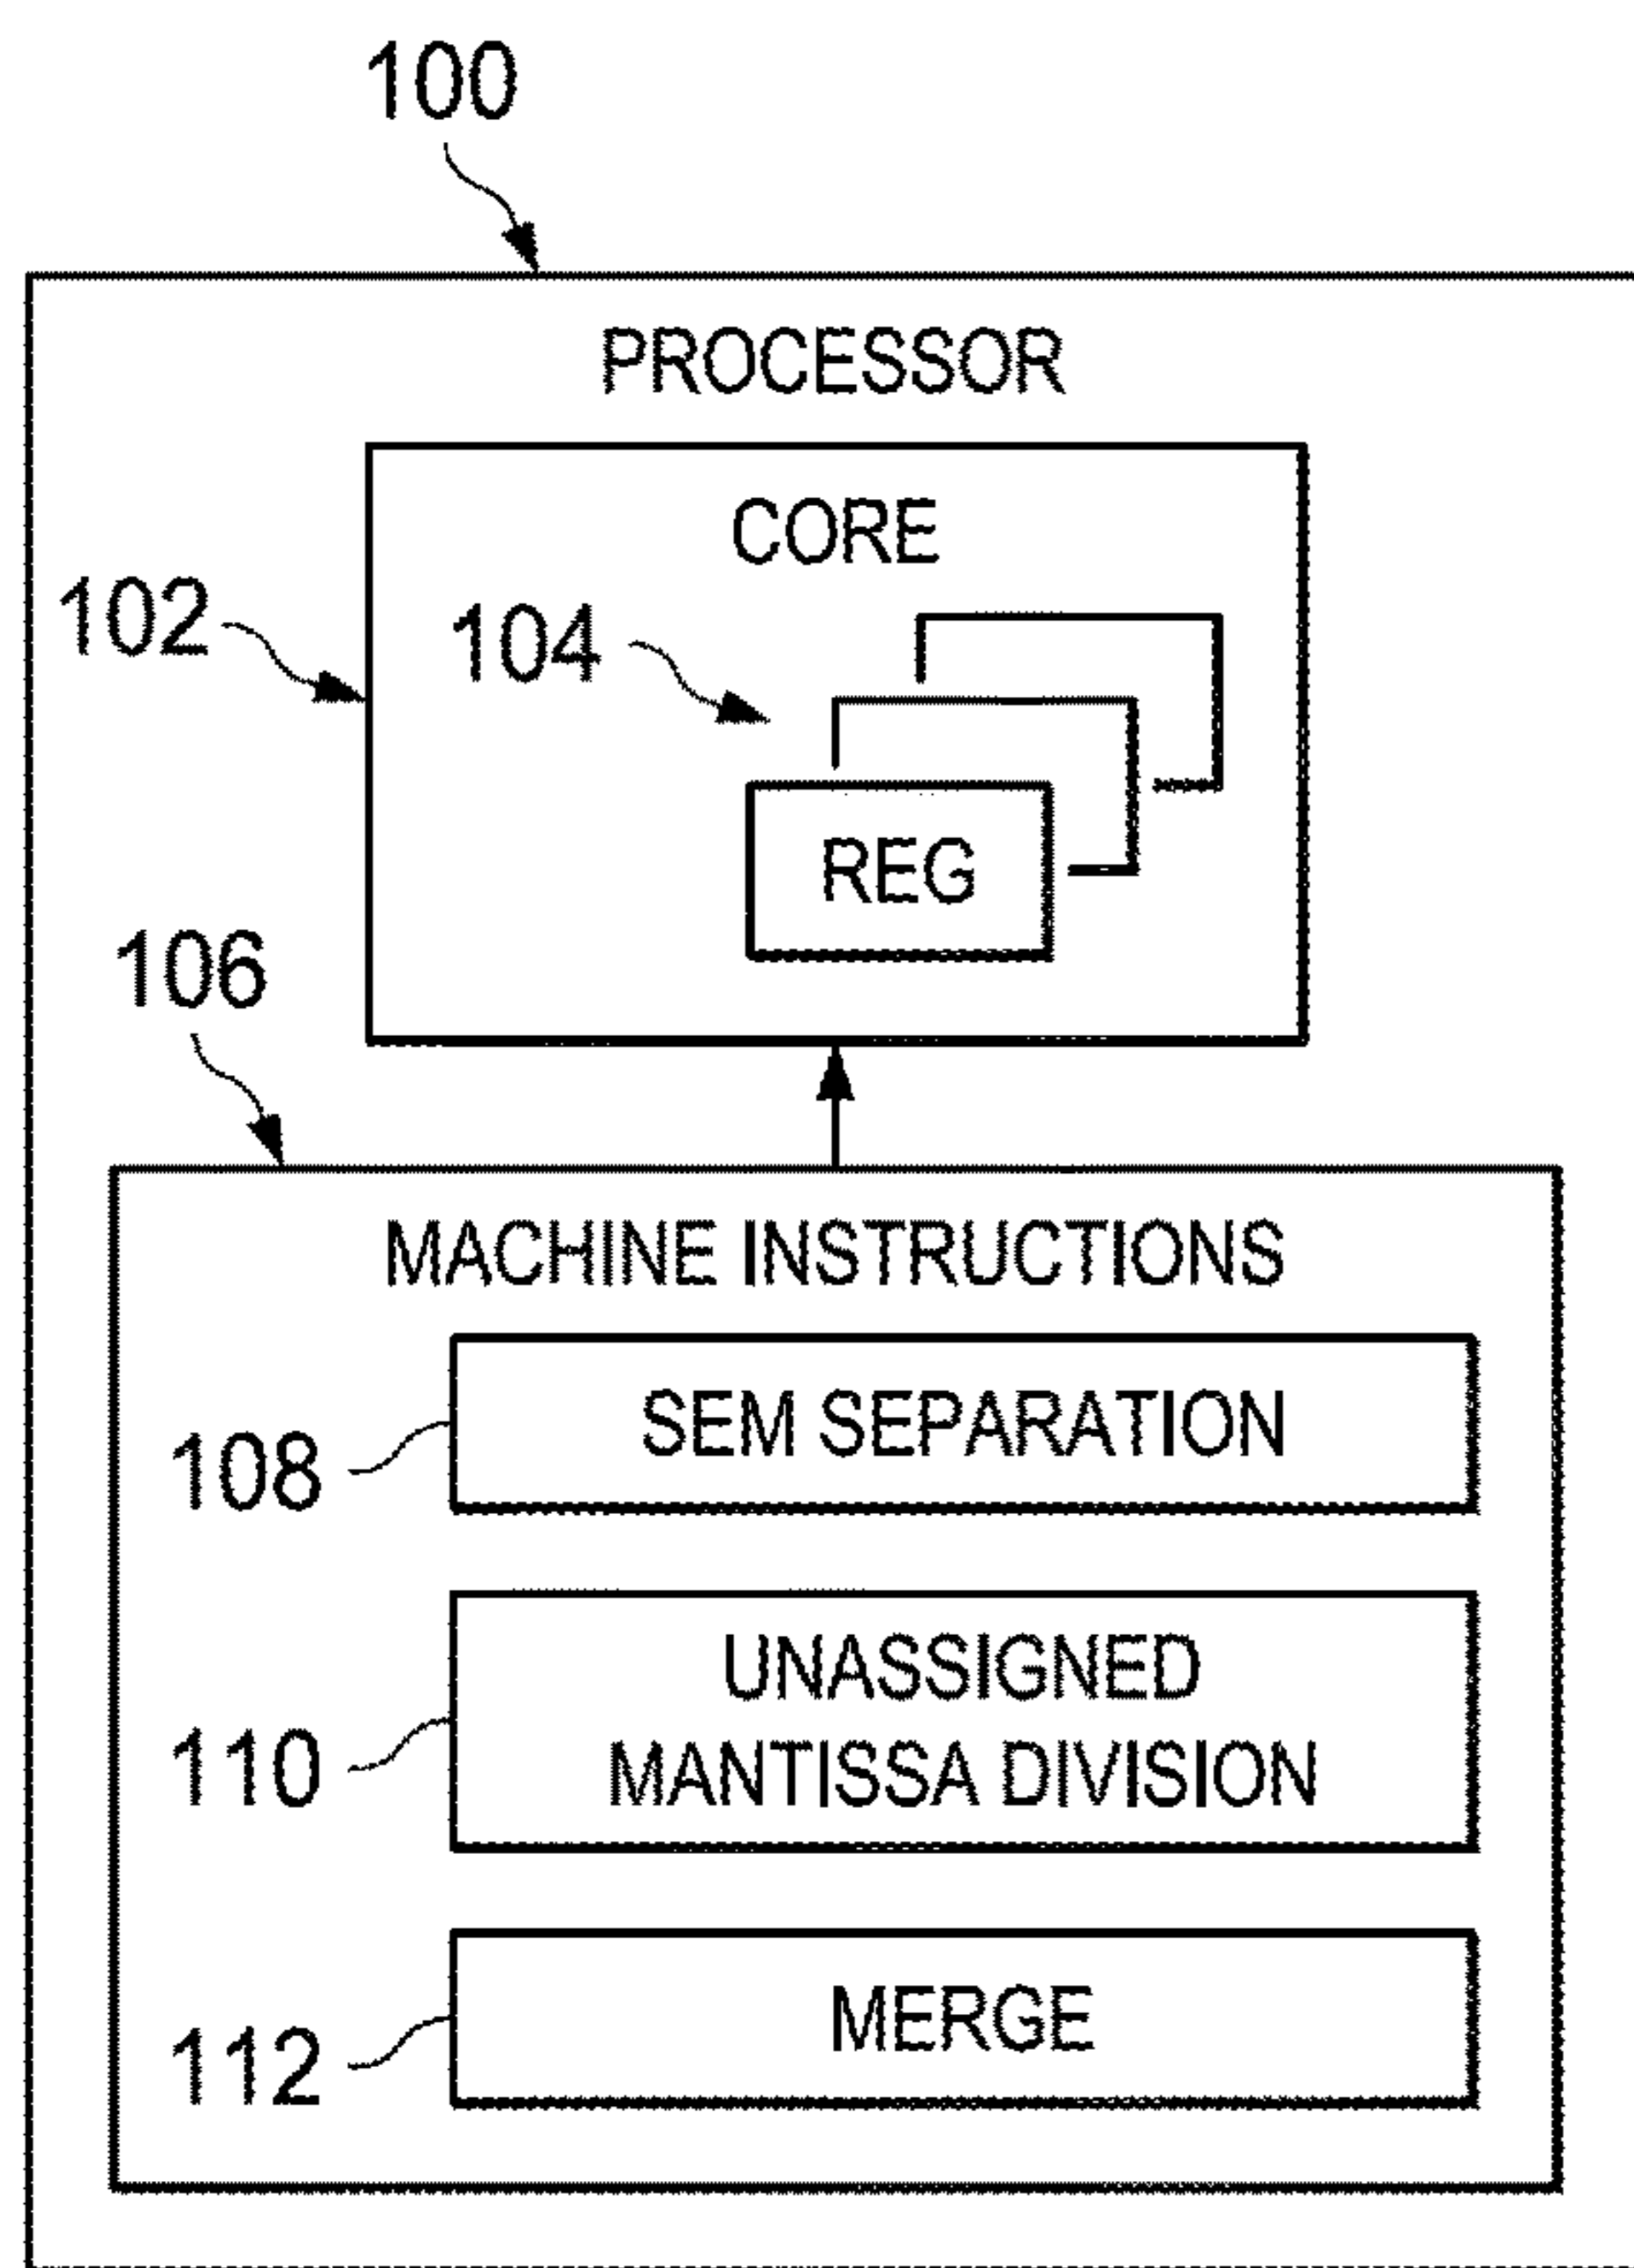 100
PROCESSOR
CORE
102
104
REG
106
MACHINE INSTRUCTIONS
SEM SEPARATION
108
UNASSIGNED
MANTISSA DIVISION
110
MERGE
112